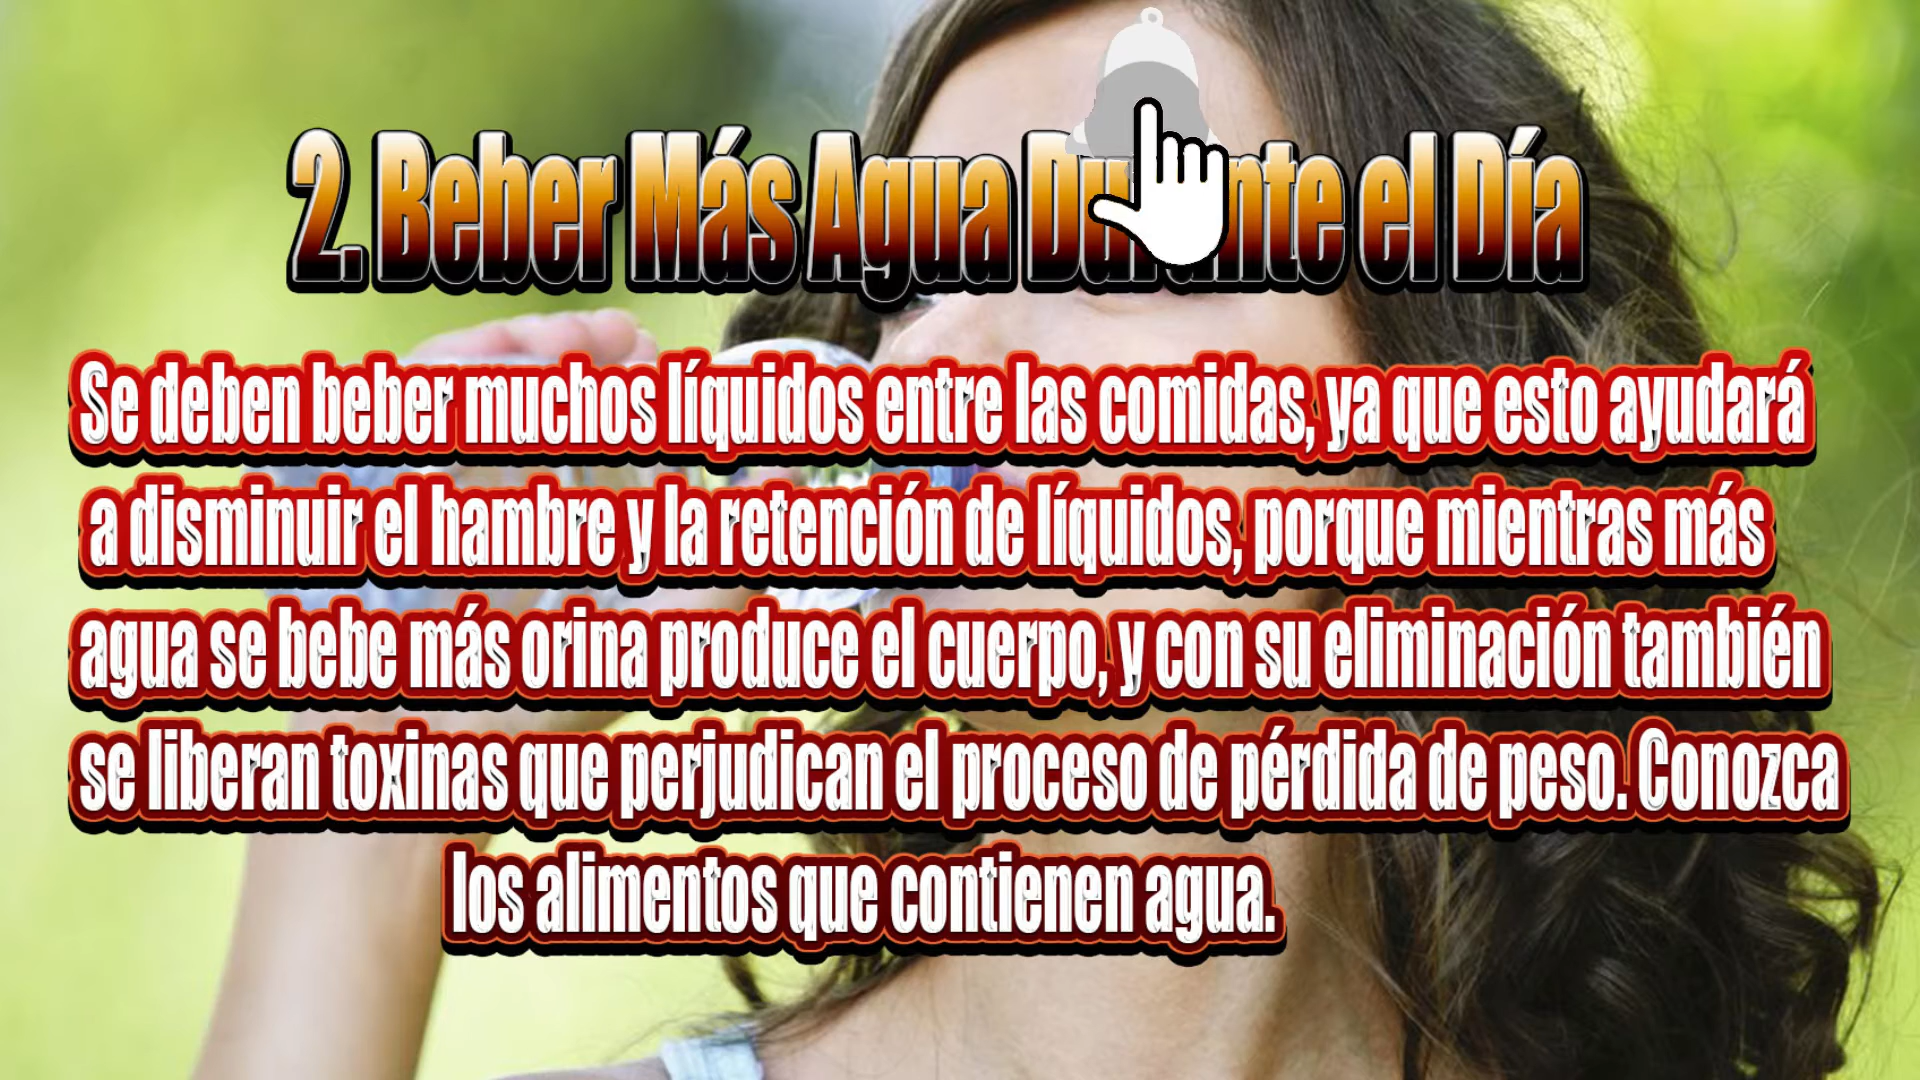 2. Beber Más Agua Durante el Día
Se deben beber muchos líquidos entre las comidas, ya que esto ayudará
a disminuir el hambre y la retención de líquidos, porque mientras más
agua se bebe más orina produce el cuerpo, y con su eliminación también
se liberan toxinas que perjudican el proceso de pérdida de peso. Conozca
los alimentos que contienen agua.